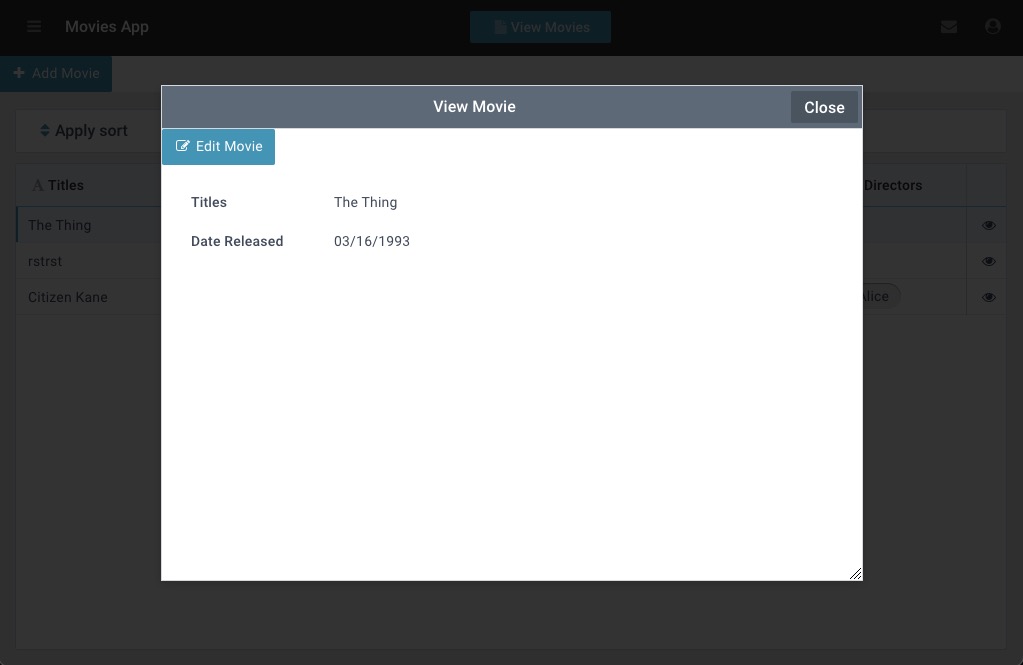 Movies App
View Movies
Add Movie
View Movie
Close
Apply sort
Edit Movie
Titles
Directors
Titles The Thing
The Thing
Date Released 03/16/1993
rstrst
Citizen Kane
Alice